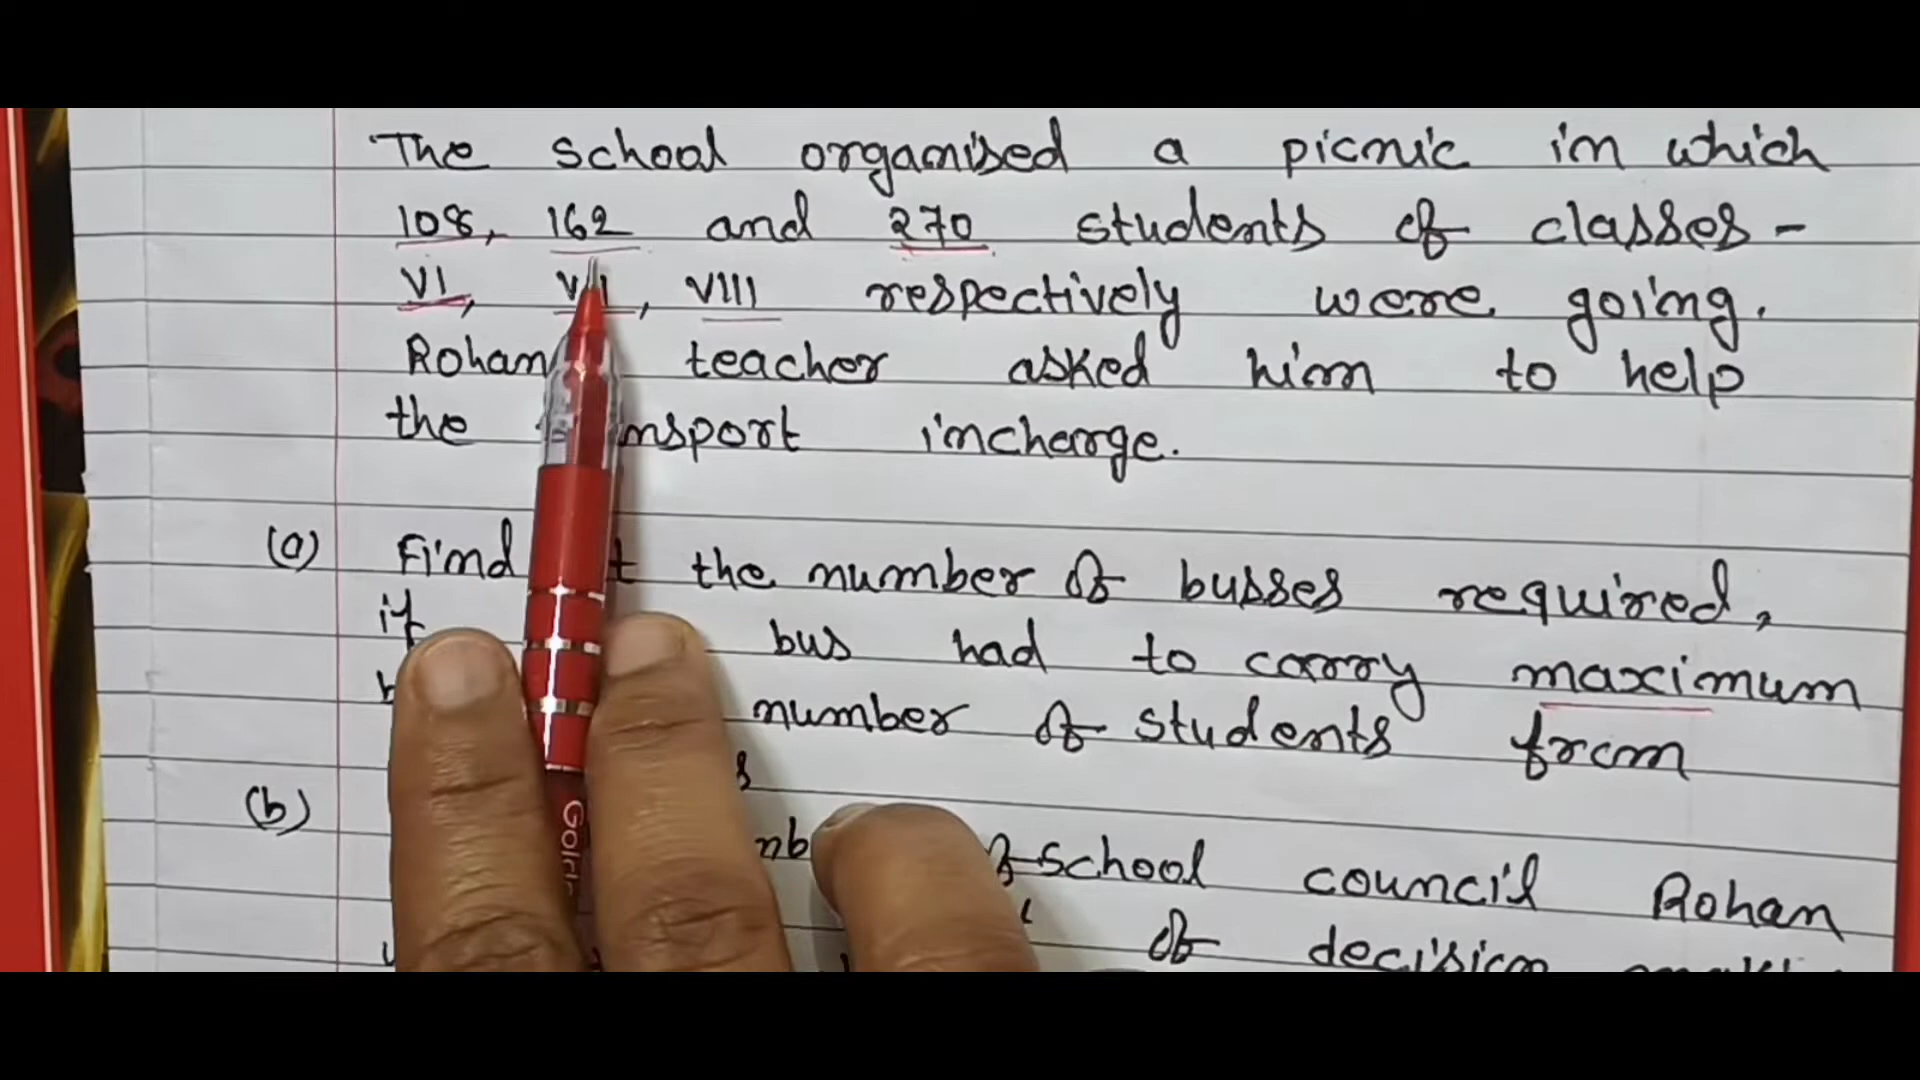 The school organised a picnic in which
108, 162 and 270 students of classes -
VI, VII, VIII respectively were going.
Rohan teacher asked him to help
the incharge.
(a) Find the number of busses required,
if bus had to carry maximum
number of students from
(b) of school council Rohan
of decision